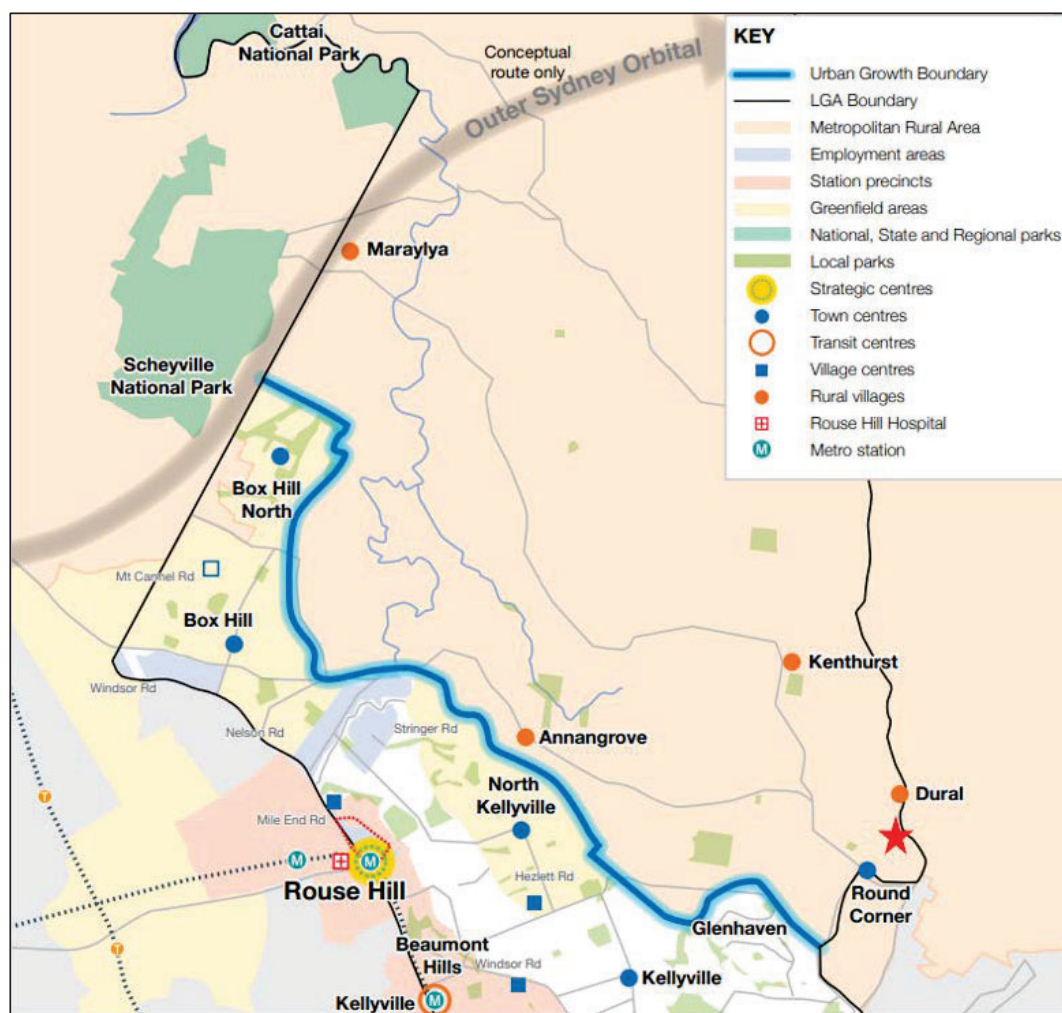 Cattai
National Park
Conceptual
route only
Outer Sydney Orbital
KEY
Urban Growth Boundary
LGA Boundary
Metropolitan Rural Area
Employment areas
Station precincts
Greenfield areas
National, State and Regional parks
Local parks
Strategic centres
Town centres
Transit centres
Village centres
Rural villages
Rouse Hill Hospital
M
Metro station
Maraylya
Scheyville
National Park
Box Hill
North
Mt Carmel Rd
Box Hill
Windsor Rd
Nelson Rd
Stringer Rd
Annangrove
Kenthurst
North
Kellyville
Dural
Mile End Rd
T
M
M
Rouse Hill
Hezlett Rd
Round
Corner
Glenhaven
Beaumont
Hills
Windsor Rd
T
Kellyville
M
Kellyville